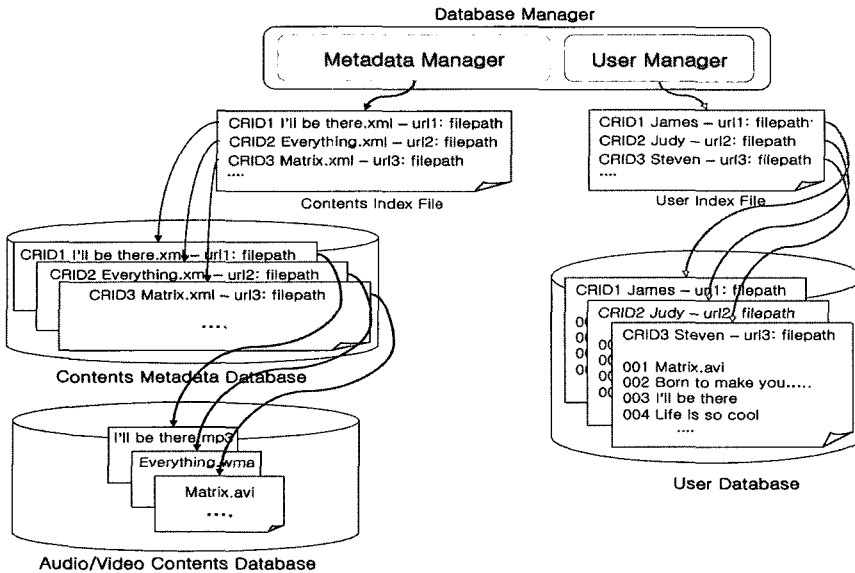 Database Manager
Metadata Manager
User Manager
CRID1 I'll be there.xml – url1: filepath
CRID2 Everything.xml – url2: filepath
CRID3 Matrix.xml – url3: filepath
....
Contents Index File
CRID1 James – url1: filepath
CRID2 Judy – url2: filepath
CRID3 Steven – url3: filepath
....
User Index File
CRID1 I'll be there.xml – url1: filepath
CRID2 Everything.xml – url2: filepath
CRID3 Matrix.xml – url3: filepath
....
Contents Metadata Database
CRID1 James – url1: filepath
CRID2 Judy – url2: filepath
CRID3 Steven – url3: filepath
001 Matrix.avi
002 Born to make you.....
003 I'll be there
004 Life is so cool
....
User Database
I'll be there.mp3
Everything.wma
Matrix.avi
....
Audio/Video Contents Database